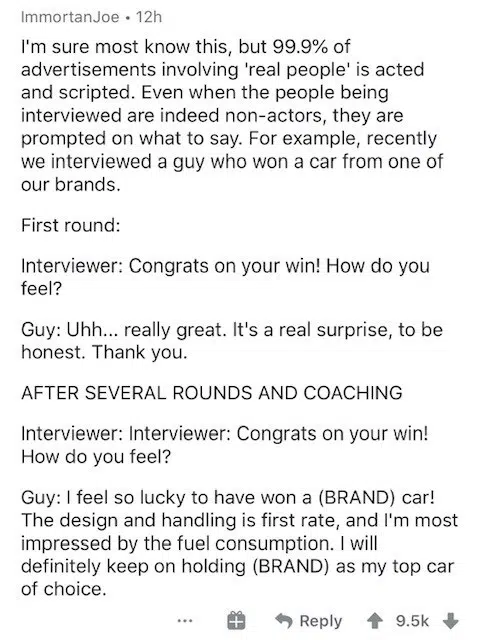 ImmortanJoe • 12h
I'm sure most know this, but 99.9% of
advertisements involving 'real people' is acted
and scripted. Even when the people being
interviewed are indeed non-actors, they are
prompted on what to say. For example, recently
we interviewed a guy who won a car from one of
our brands.
First round:
Interviewer: Congrats on your win! How do you
feel?
Guy: Uhh... really great. It's a real surprise, to be
honest. Thank you.
AFTER SEVERAL ROUNDS AND COACHING
Interviewer: Interviewer: Congrats on your win!
How do you feel?
Guy: I feel so lucky to have won a (BRAND) car!
The design and handling is first rate, and I'm most
impressed by the fuel consumption. I will
definitely keep on holding (BRAND) as my top car
of choice.
... Reply 9.5k